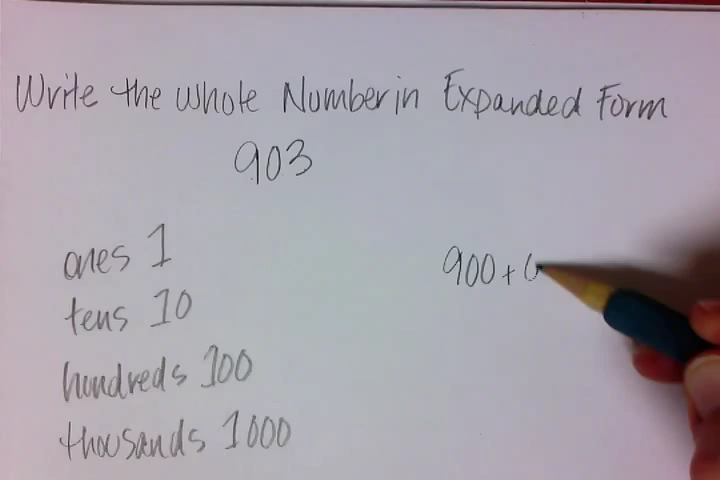 Write the whole Number in Expanded Form
903
ones 1
900 +
tens 10
hundreds 100
thousands 1000